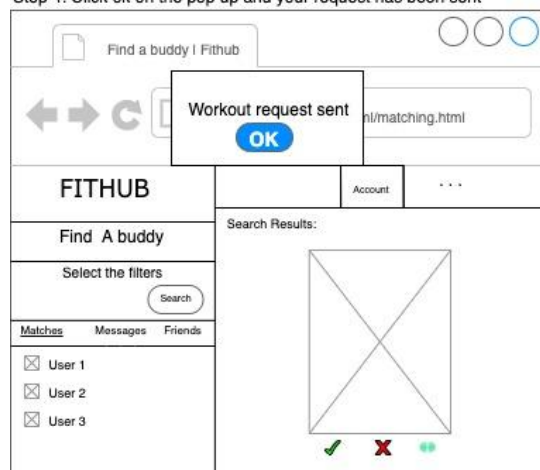 Step 4: Click ok on the pop up and your request has been sent
Find a buddy | Fithub
Workout request sent
OK
ml/matching.html
FITHUB
Account
. . .
Find A buddy
Search Results:
Select the filters
Search
Matches Messages Friends
User 1
User 2
User 3